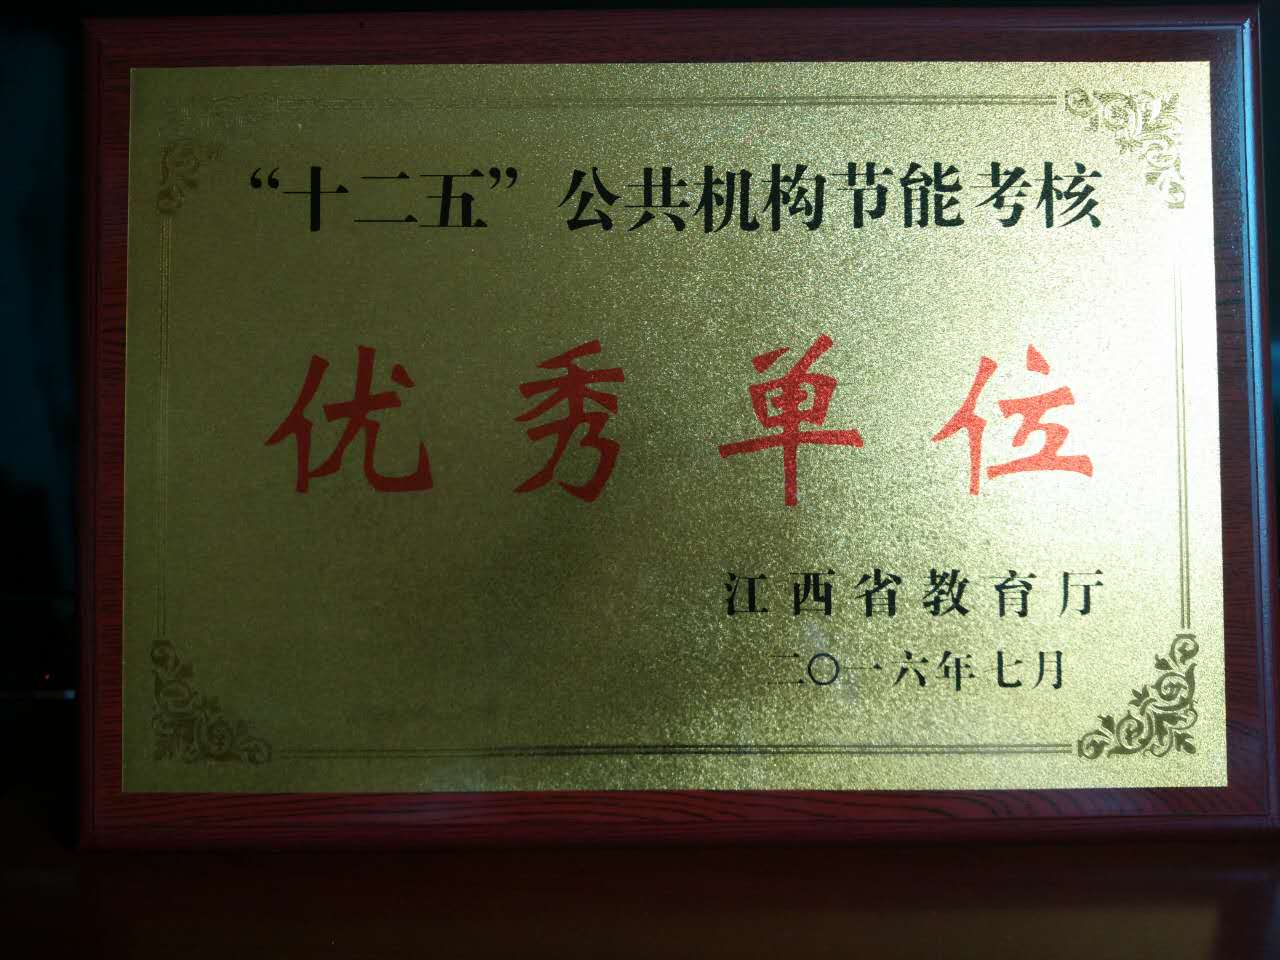 “十二五”公共机构节能考核
优秀单位
江西省教育厅
二〇一六年七月